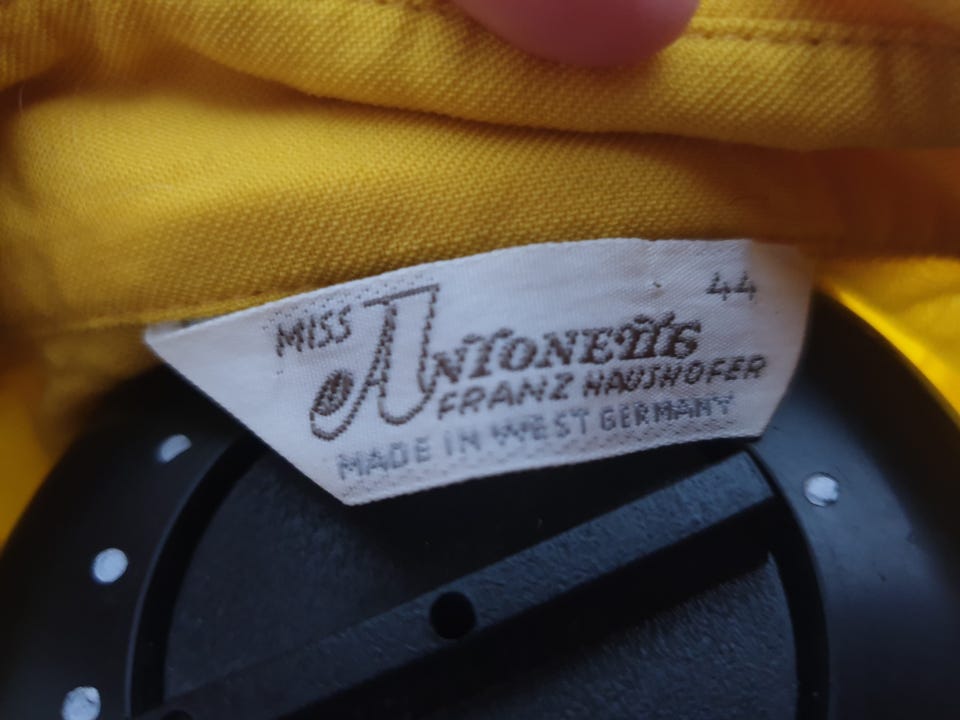 44
MISS
ANTONETTE
FRANZ HAUSHOFER
MADE IN WEST GERMANY